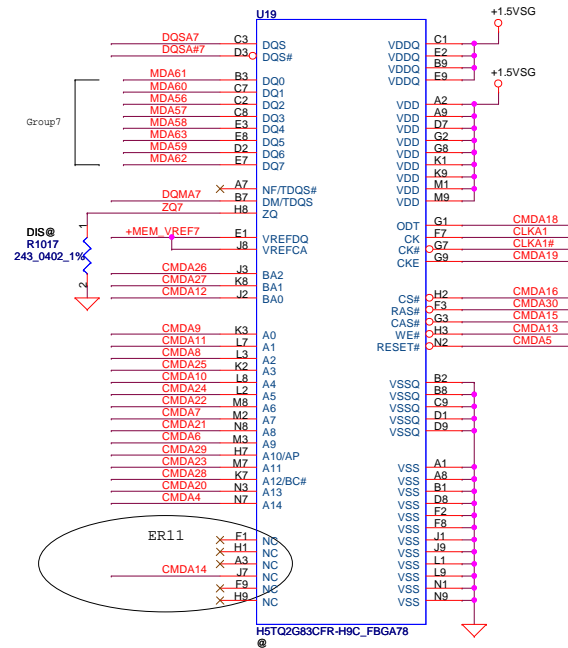 U19
+1.5VSG
DQSA7 C3 DQS VDDQ C1
DQSA#7 D3 DQS# VDDQ E2
VDDQ B9
MDA61 B3 DQ0 VDDQ E9
MDA60 C7 DQ1 +1.5VSG
MDA56 C2 DQ2 VDD A2
MDA57 C8 DQ3 VDD A9
Group7
MDA58 E3 DQ4 VDD D7
MDA63 E8 DQ5 VDD G2
MDA59 D2 DQ6 VDD G8
MDA62 E7 DQ7 VDD K1
VDD K9
A7 NF/TDQS# VDD M1
DQMA7 B7 DM/TDQS VDD M9
ZQ7 H8 ZQ
ODT G1 CMDA18
1
DIS@
R1017
243_0402_1%
2
+MEM_VREF7 E1 VREFDQ CK F7 CLKA1
J8 VREFCA CK# G7 CLKA1#
CKE G9 CMDA19
CMDA26 J3 BA2
CMDA27 K8 BA1
CMDA12 J2 BA0 CS# H2 CMDA16
RAS# F3 CMDA30
CAS# G3 CMDA15
CMDA9 K3 A0 WE# H3 CMDA13
CMDA11 L7 A1 RESET# N2 CMDA5
CMDA8 L3 A2
CMDA25 K2 A3
CMDA10 L8 A4 VSSQ B2
CMDA24 L2 A5 VSSQ B8
CMDA22 M8 A6 VSSQ C9
CMDA7 M2 A7 VSSQ D1
CMDA21 N8 A8 VSSQ D9
CMDA6 M3 A9
CMDA29 H7 A10/AP
CMDA23 M7 A11 VSS A1
CMDA28 K7 A12/BC# VSS A8
CMDA20 N3 A13 VSS B1
CMDA4 N7 A14 VSS D8
VSS F2
VSS F8
ER11
F1 NC VSS J1
H1 NC VSS J9
A3 NC VSS L1
CMDA14 J7 NC VSS L9
F9 NC VSS N1
H9 NC VSS N9
H5TQ2G83CFR-H9C_FBGA78
@